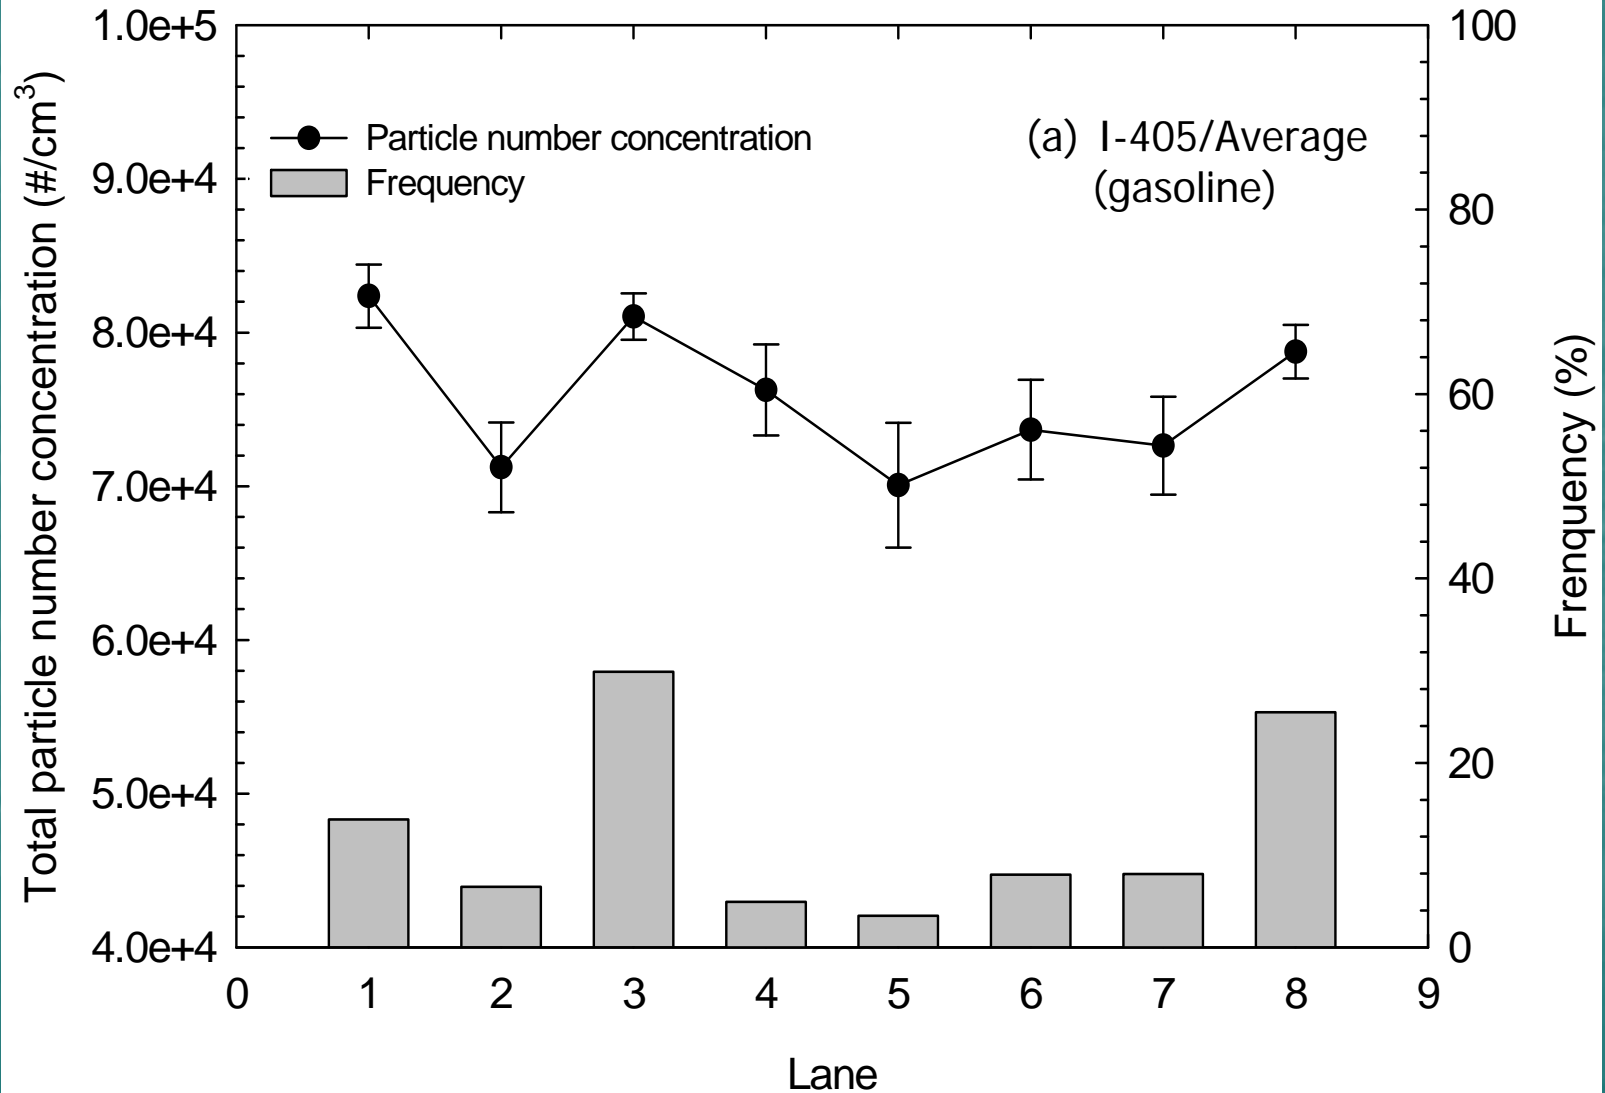 1.0e+5
9.0e+4
8.0e+4
7.0e+4
6.0e+4
5.0e+4
4.0e+4
Total particle number concentration (#/cm³)
Particle number concentration
Frequency
(a) I-405/Average
(gasoline)
100
80
60
40
20
0
Frenquency (%)
0 1 2 3 4 5 6 7 8 9
Lane